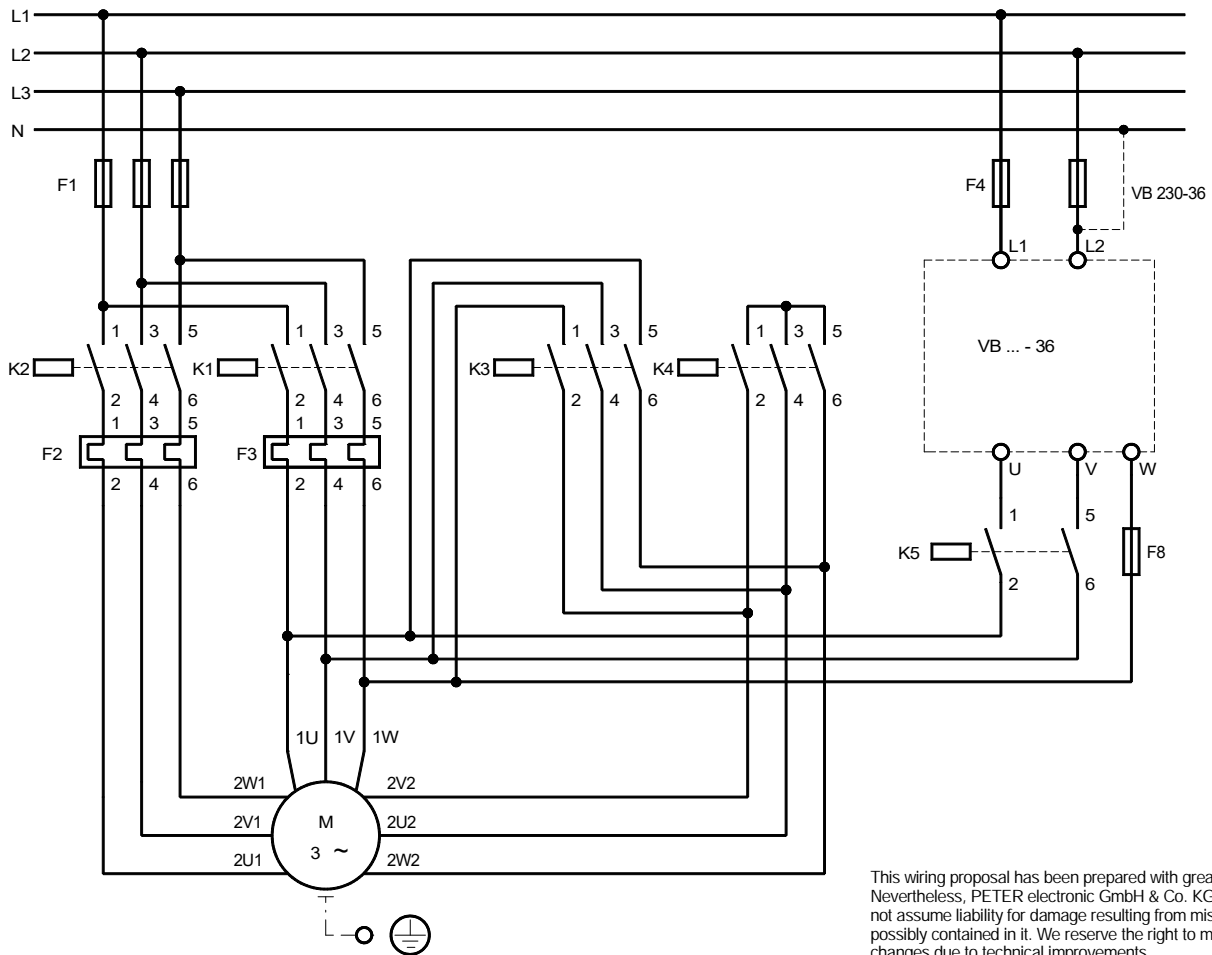 L1
L2
L3
N
F1
F4
VB 230-36
L1 L2
1 3 5 1 3 5 1 3 5 1 3 5
VB ... - 36
K2 K1 K3 K4
2 4 6 2 4 6 2 4 6 2 4 6
1 3 5 1 3 5
F2 F3
2 4 6 2 4 6
U V W
1 5
K5 F8
2 6
1U 1V 1W
2W1 2V2
M
2V1 2U2
3 ~
2U1 2W2
This wiring proposal has been prepared with grea
Nevertheless, PETER electronic GmbH & Co. KG
not assume liability for damage resulting from mis
possibly contained in it. We reserve the right to m
changes due to technical improvements